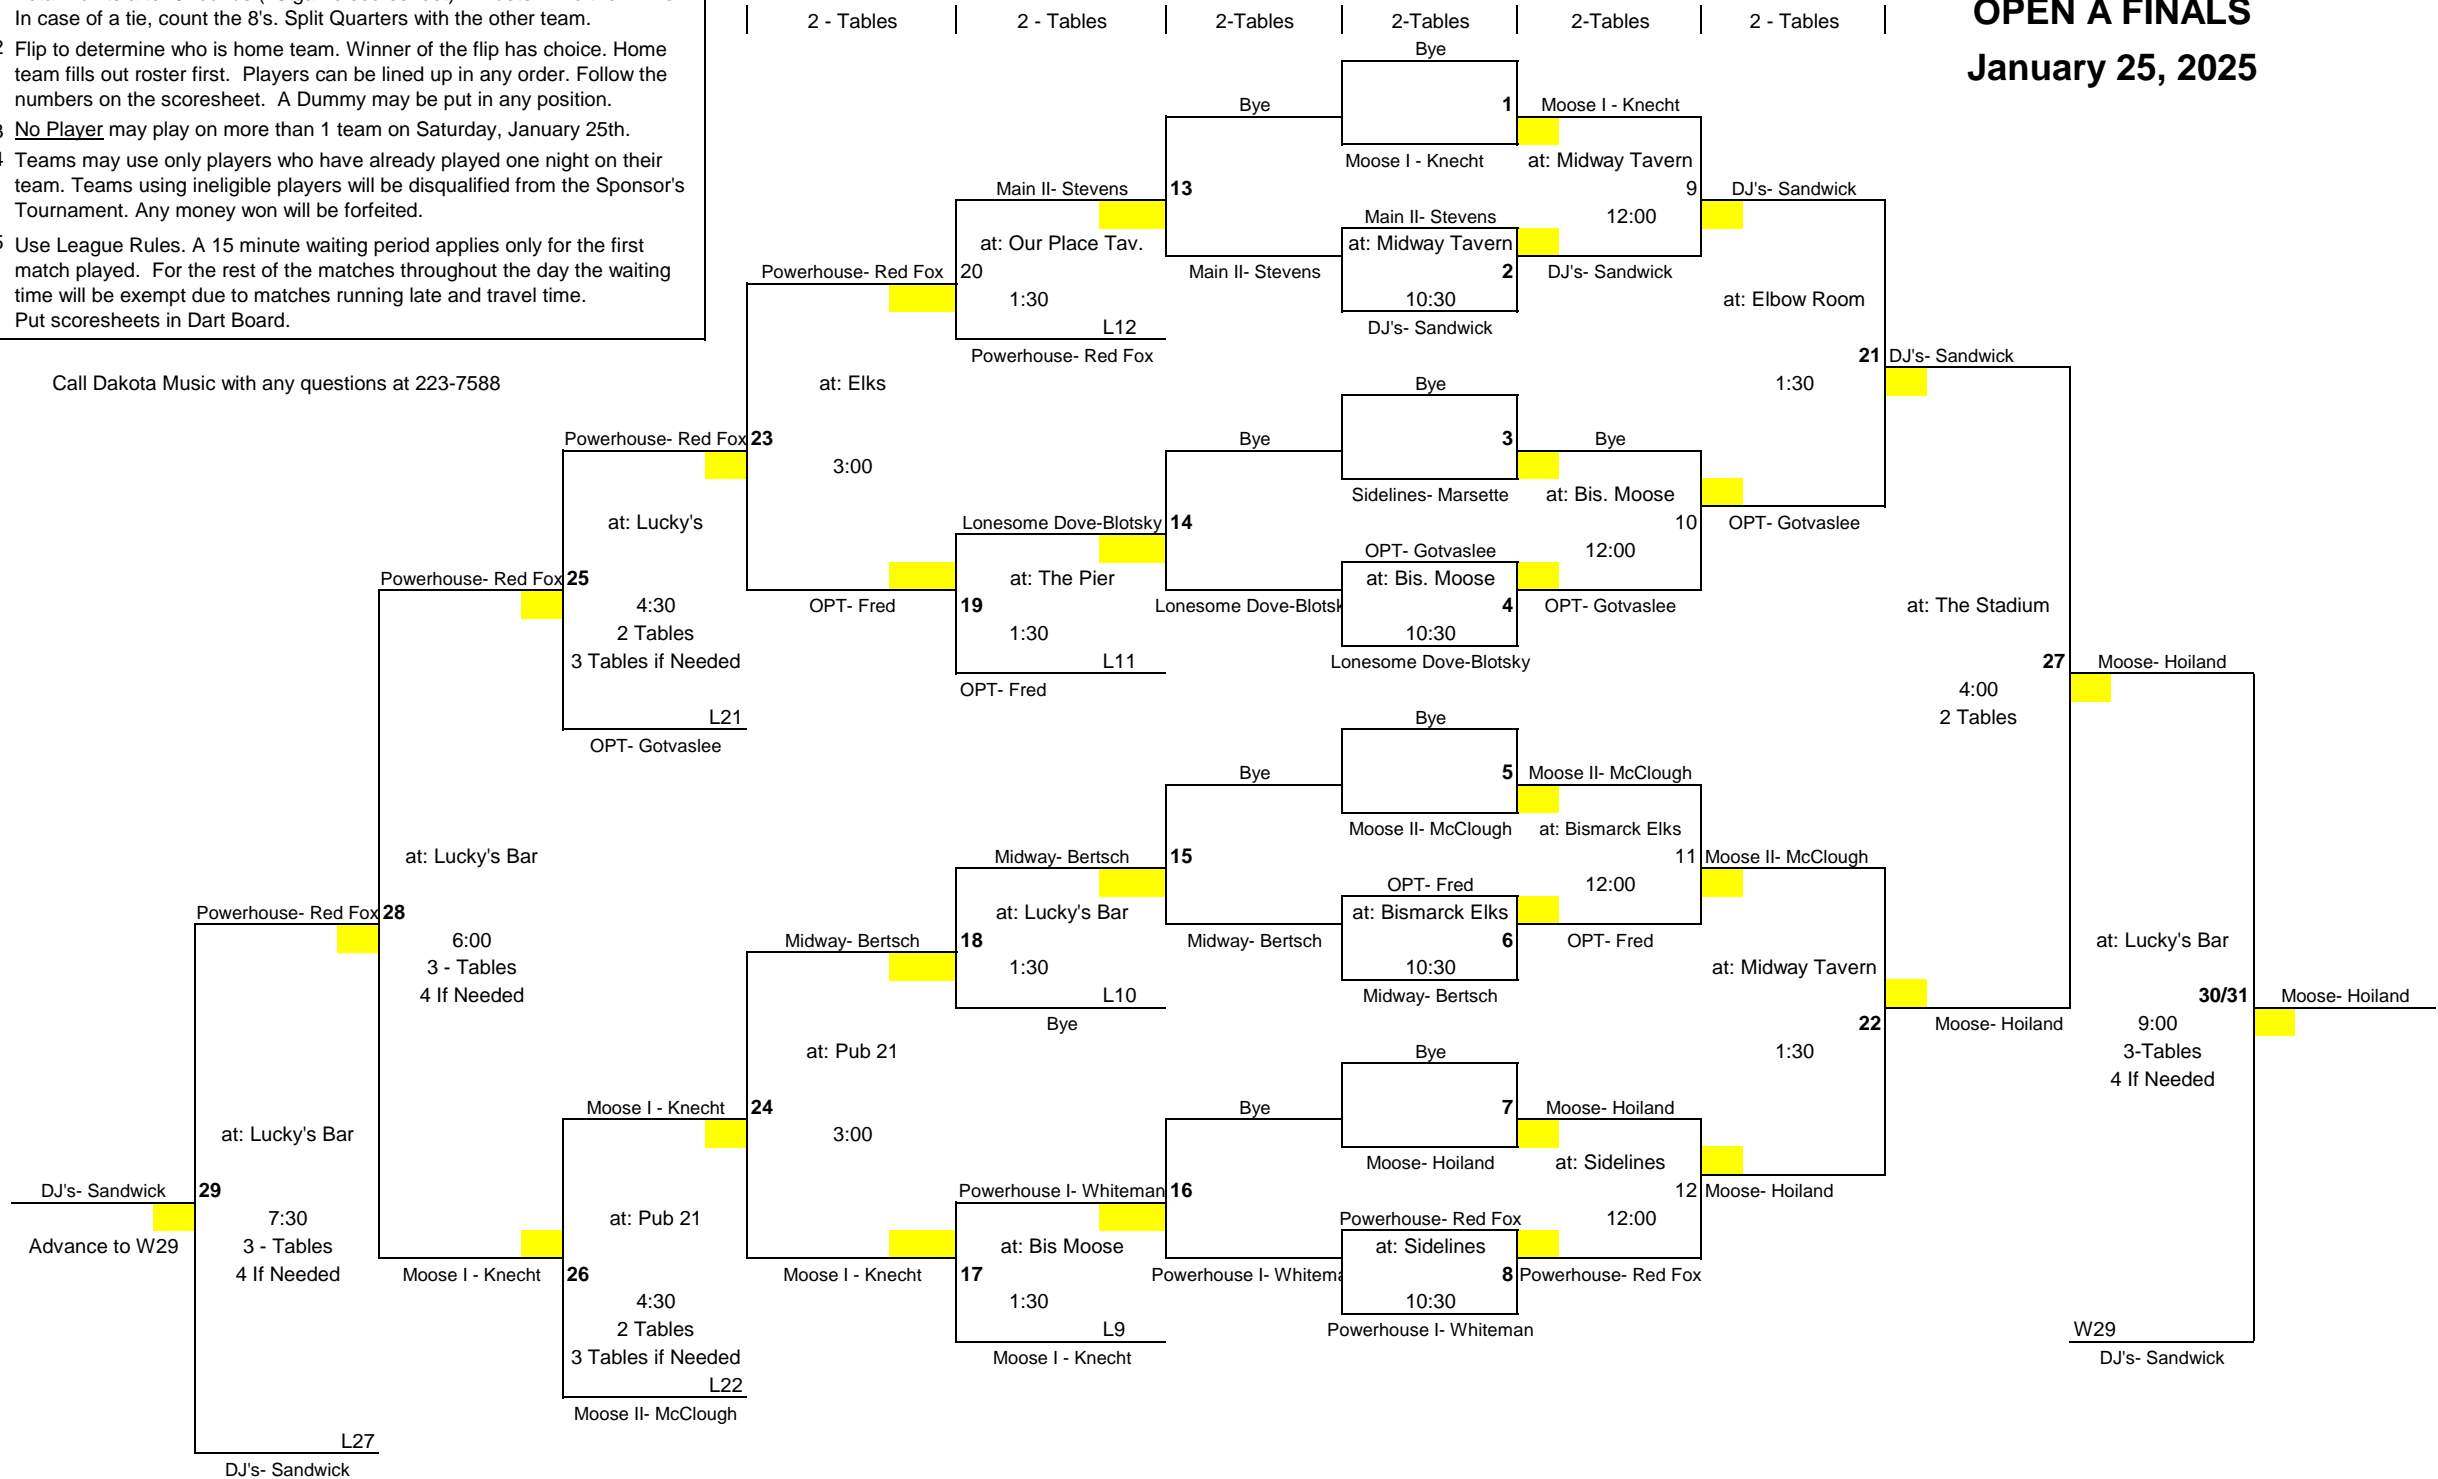 In case of a tie, count the 8's. Split Quarters with the other team.
2 Flip to determine who is home team. Winner of the flip has choice. Home
team fills out roster first. Players can be lined up in any order. Follow the
numbers on the scoresheet. A Dummy may be put in any position.
No Player may play on more than 1 team on Saturday, January 25th.
Teams may use only players who have already played one night on their
team. Teams using ineligible players will be disqualified from the Sponsor's
Tournament. Any money won will be forfeited.
Use League Rules. A 15 minute waiting period applies only for the first
match played. For the rest of the matches throughout the day the waiting
time will be exempt due to matches running late and travel time.
Put scoresheets in Dart Board.
Call Dakota Music with any questions at 223-7588
OPEN A FINALS
January 25, 2025
2 - Tables
2 - Tables
2-Tables
2-Tables
2-Tables
2 - Tables
Bye
1
Moose I - Knecht
Main II- Stevens
at: Midway Tavern
2
10:30
DJ's- Sandwick
Bye
3
Sidelines- Marsette
OPT- Gotvaslee
at: Bis. Moose
4
10:30
Lonesome Dove-Blotsky
Bye
5
Moose II- McClough
OPT- Fred
at: Bismarck Elks
6
10:30
Midway- Bertsch
Bye
7
Moose- Hoiland
Powerhouse- Red Fox
at: Sidelines
8
10:30
Powerhouse I- Whiteman
Moose I - Knecht
at: Midway Tavern
9
12:00
DJ's- Sandwick
Bye
at: Bis. Moose
10
12:00
OPT- Gotvaslee
Moose II- McClough
at: Bismarck Elks
11
12:00
OPT- Fred
Moose- Hoiland
at: Sidelines
12
12:00
Powerhouse- Red Fox
DJ's- Sandwick
at: Elbow Room
21
1:30
OPT- Gotvaslee
Moose II- McClough
at: Midway Tavern
22
1:30
Moose- Hoiland
DJ's- Sandwick
at: The Stadium
27
4:00
2 Tables
Moose- Hoiland
Moose- Hoiland
at: Lucky's Bar
30/31
9:00
3-Tables
4 If Needed
W29
DJ's- Sandwick
Moose- Hoiland
Bye
13
Main II- Stevens
Bye
14
Lonesome Dove-Blotsk
Bye
15
Midway- Bertsch
Bye
16
Powerhouse I- Whitema
Main II- Stevens
at: Our Place Tav.
20
1:30
L12
Powerhouse- Red Fox
Lonesome Dove-Blotsky
at: The Pier
19
1:30
L11
OPT- Fred
Midway- Bertsch
at: Lucky's Bar
18
1:30
L10
Bye
Powerhouse I- Whiteman
at: Bis Moose
17
1:30
L9
Moose I - Knecht
Powerhouse- Red Fox
at: Elks
23
3:00
OPT- Fred
Midway- Bertsch
at: Pub 21
24
3:00
Moose I - Knecht
Powerhouse- Red Fox
at: Lucky's
25
4:30
2 Tables
3 Tables if Needed
L21
OPT- Gotvaslee
Moose I - Knecht
at: Pub 21
26
4:30
2 Tables
3 Tables if Needed
L22
Moose II- McClough
Powerhouse- Red Fox
at: Lucky's Bar
28
6:00
3 - Tables
4 If Needed
Moose I - Knecht
Powerhouse- Red Fox
at: Lucky's Bar
29
7:30
3 - Tables
4 If Needed
L27
DJ's- Sandwick
DJ's- Sandwick
Advance to W29